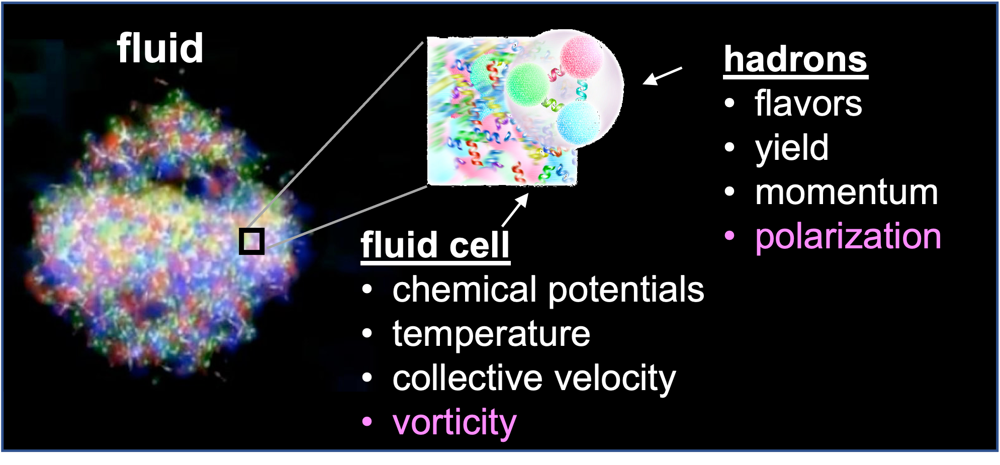 fluid
hadrons
• flavors
• yield
• momentum
• polarization
fluid cell
• chemical potentials
• temperature
• collective velocity
• vorticity